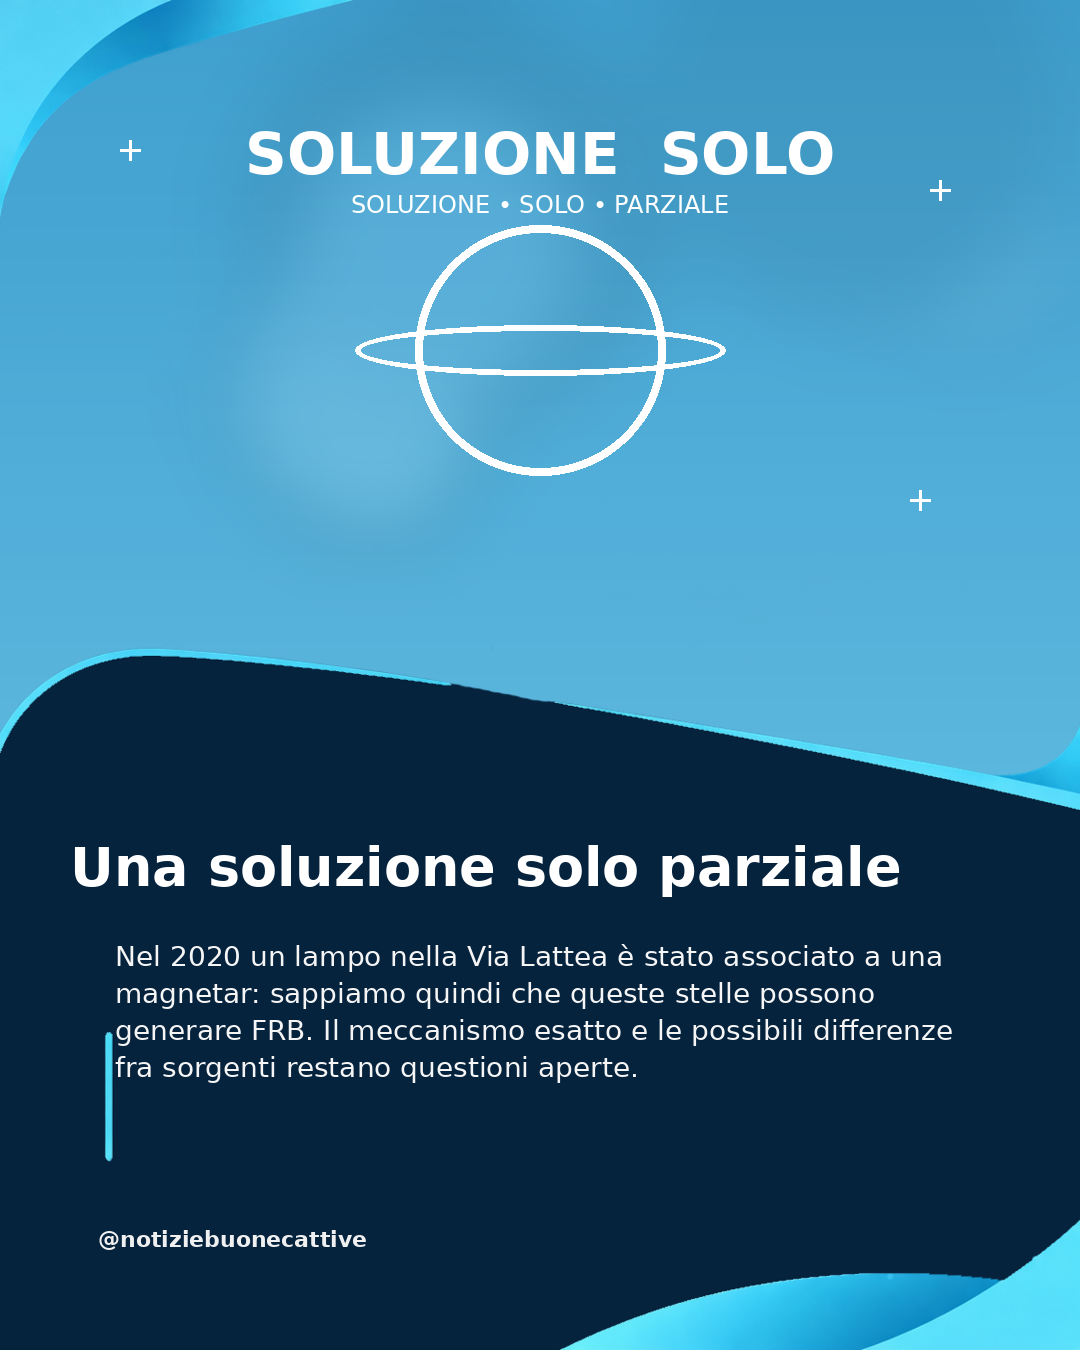 SOLUZIONE SOLO
SOLUZIONE • SOLO • PARZIALE
Una soluzione solo parziale
Nel 2020 un lampo nella Via Lattea è stato associato a una
magnetar: sappiamo quindi che queste stelle possono
generare FRB. Il meccanismo esatto e le possibili differenze
fra sorgenti restano questioni aperte.
@notiziebuonecattive